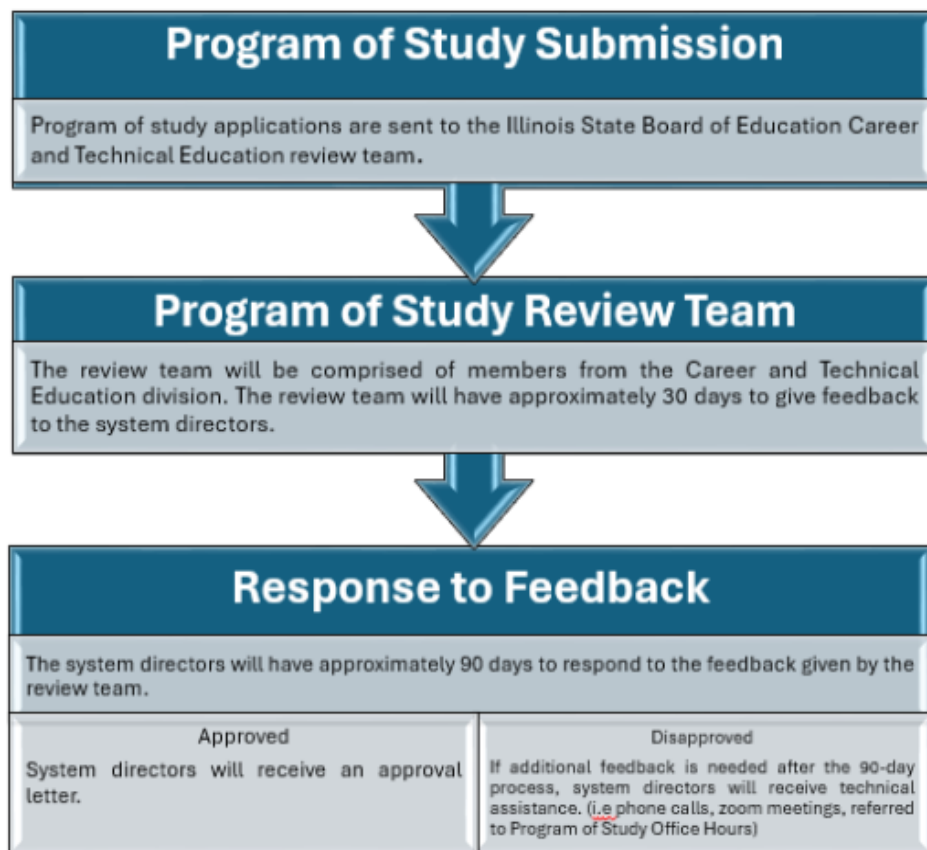 Program of Study Submission
Program of study applications are sent to the Illinois State Board of Education Career
and Technical Education review team.
Program of Study Review Team
The review team will be comprised of members from the Career and Technical
Education division. The review team will have approximately 30 days to give feedback
to the system directors.
Response to Feedback
The system directors will have approximately 90 days to respond to the feedback given by the
review team.
Approved
System directors will receive an approval
letter.
Disapproved
If additional feedback is needed after the 90-day
process, system directors will receive technical
assistance. (i.e phone calls, zoom meetings, referred
to Program of Study Office Hours)